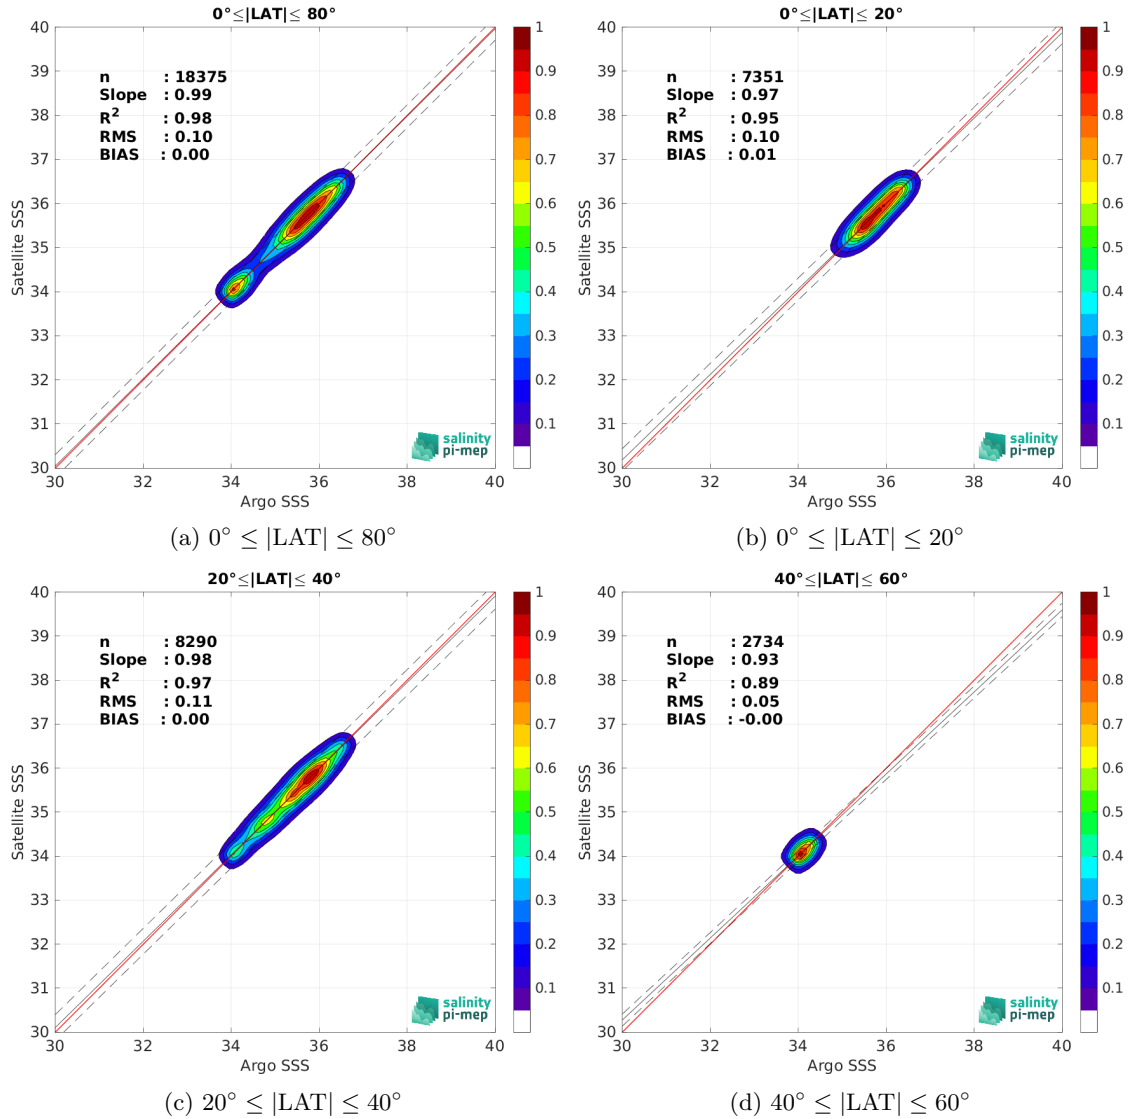 0°≤|LAT|≤ 80°
40
39
38
37
36
35
34
33
32
31
30
Satellite SSS
n : 18375
Slope : 0.99
R² : 0.98
RMS : 0.10
BIAS : 0.00
salinity
pi-mep
30 32 34 36 38 40
Argo SSS
1
0.9
0.8
0.7
0.6
0.5
0.4
0.3
0.2
0.1
(a) 0° ≤ |LAT| ≤ 80°
0°≤|LAT|≤ 20°
40
39
38
37
36
35
34
33
32
31
30
Satellite SSS
n : 7351
Slope : 0.97
R² : 0.95
RMS : 0.10
BIAS : 0.01
salinity
pi-mep
30 32 34 36 38 40
Argo SSS
1
0.9
0.8
0.7
0.6
0.5
0.4
0.3
0.2
0.1
(b) 0° ≤ |LAT| ≤ 20°
20°≤|LAT|≤ 40°
40
39
38
37
36
35
34
33
32
31
30
Satellite SSS
n : 8290
Slope : 0.98
R² : 0.97
RMS : 0.11
BIAS : 0.00
salinity
pi-mep
30 32 34 36 38 40
Argo SSS
1
0.9
0.8
0.7
0.6
0.5
0.4
0.3
0.2
0.1
(c) 20° ≤ |LAT| ≤ 40°
40°≤|LAT|≤ 60°
40
39
38
37
36
35
34
33
32
31
30
Satellite SSS
n : 2734
Slope : 0.93
R² : 0.89
RMS : 0.05
BIAS : -0.00
salinity
pi-mep
30 32 34 36 38 40
Argo SSS
1
0.9
0.8
0.7
0.6
0.5
0.4
0.3
0.2
0.1
(d) 40° ≤ |LAT| ≤ 60°